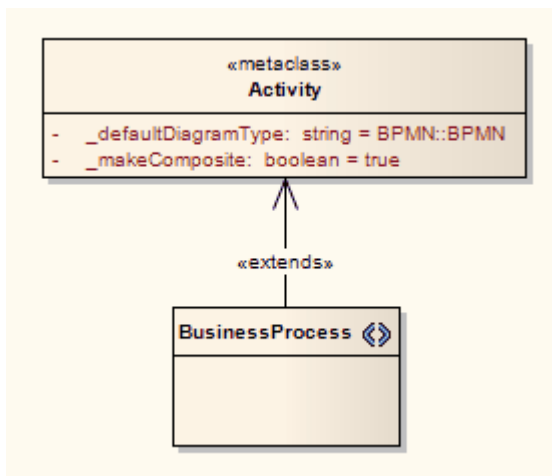 «metaclass»
Activity
- _defaultDiagramType: string = BPMN::BPMN
- _makeComposite: boolean = true
«extends»
BusinessProcess